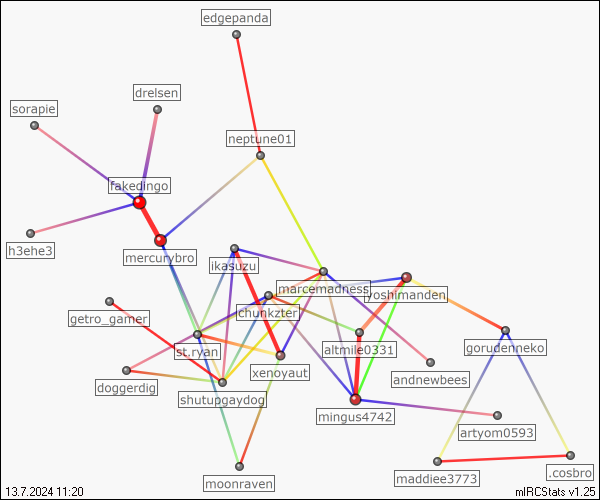 edgepanda
drelsen
sorapie
neptune01
fakedingo
h3ehe3
mercurybro
ikasuzu
marcemadness
yoshimanden
getro_gamer
chunkzter
st.ryan
altmile0331
gorudenneko
xenoyaut
andnewbees
doggerdig
shutupgaydog
mingus4742
artyom0593
moonraven
maddiee3773
.cosbro
13.7.2024 11:20
mIRCStats v1.25